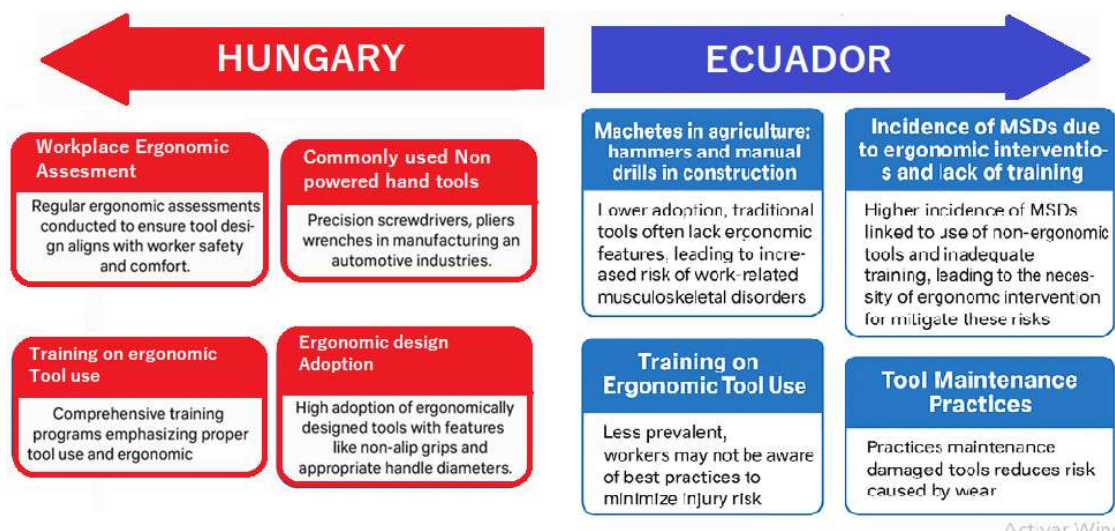 HUNGARY
ECUADOR
Workplace Ergonomic
Assesment
Regular ergonomic assessments
conducted to ensure tool desi-
gn aligns with worker safety
and comfort.
Commonly used Non
powered hand tools
Precision screwdrivers, pliers
wrenches in manufacturing an
automotive industries.
Training on ergonomic
Tool use
Comprehensive training
programs emphasizing proper
tool use and ergonomic
Ergonomic design
Adoption
High adoption of ergonomically
designed tools with features
like non-alip grips and
appropriate handle diameters.
Machetes in agriculture;
hammers and manual
drills in construction
Lower adoption, traditional
tools often lack ergonomic
features, leading to incre-
ased risk of work-related
musculoskeletal disorders
Incidence of MSDs due
to ergonomic interventio-
s and lack of training
Higher incidence of MSDs
linked to use of non-ergonomic
tools and inadequate
training, leading to the neces-
sity of ergonomc intervention
for mitigate these risks
Training on
Ergonomic Tool Use
Less prevalent,
workers may not be aware
of best practices to
minimize injury risk
Tool Maintenance
Practices
Practices maintenance
damaged tools reduces risk
caused by wear
Activar Win